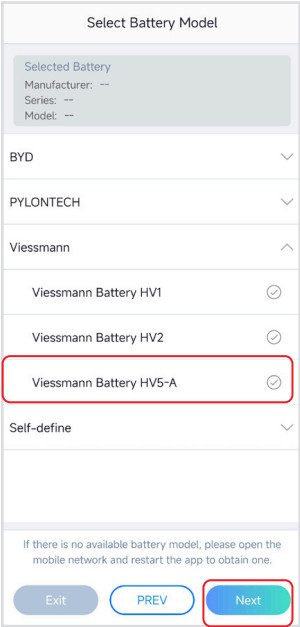 Select Battery Model
Selected Battery
Manufacturer: --
Series: --
Model: --
BYD
PYLONTECH
Viessmann
Viessmann Battery HV1
Viessmann Battery HV2
Viessmann Battery HV5-A
Self-define
If there is no available battery model, please open the
mobile network and restart the app to obtain one.
Exit
PREV
Next